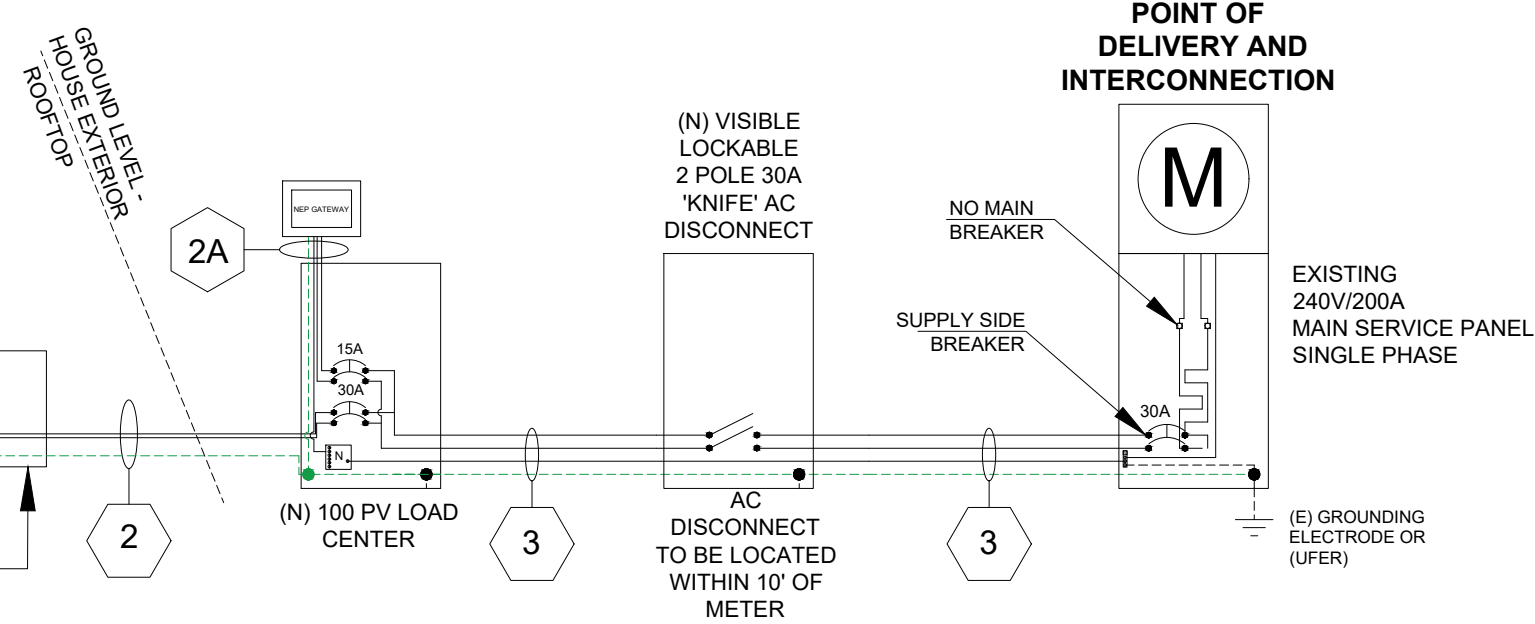 POINT OF
DELIVERY AND
INTERCONNECTION
GROUND LEVEL -
HOUSE EXTERIOR
ROOFTOP
(N) VISIBLE
LOCKABLE
2 POLE 30A
'KNIFE' AC
DISCONNECT
M
NEP GATEWAY
2A
NO MAIN
BREAKER
EXISTING
240V/200A
MAIN SERVICE PANEL
SINGLE PHASE
SUPPLY SIDE
BREAKER
15A
30A
30A
N
(N) 100 PV LOAD
CENTER
AC
DISCONNECT
TO BE LOCATED
WITHIN 10' OF
METER
2
3
3
(E) GROUNDING
ELECTRODE OR
(UFER)